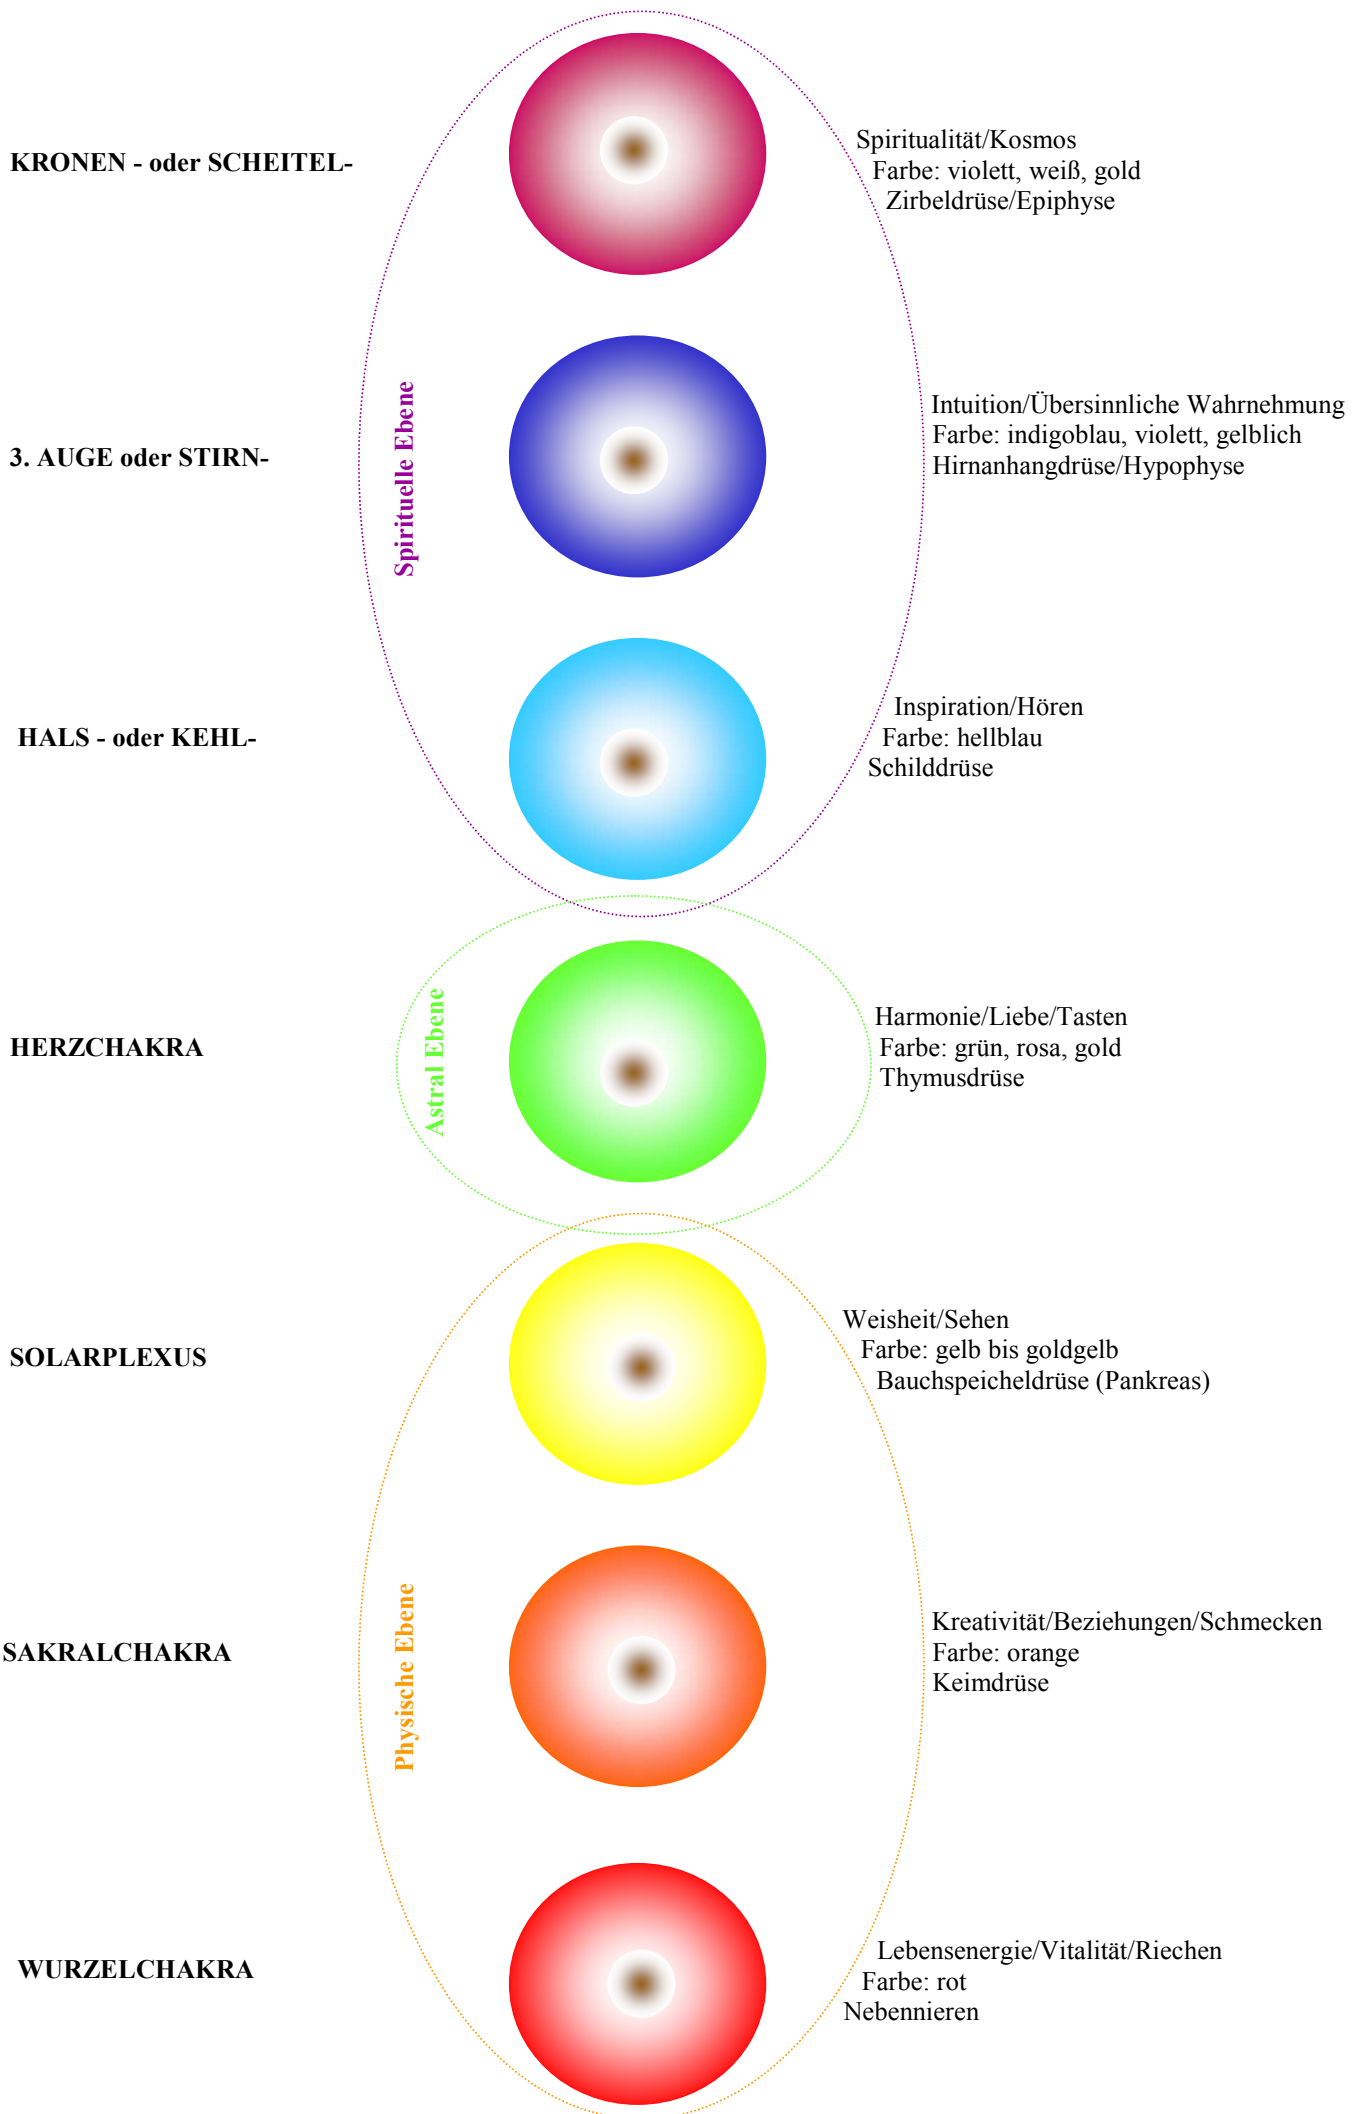 KRONEN - oder SCHEITEL-
Spiritualität/Kosmos
Farbe: violett, weiß, gold
Zirbeldrüse/Epiphyse
Spirituelle Ebene
3. AUGE oder STIRN-
Intuition/Übersinnliche Wahrnehmung
Farbe: indigoblau, violett, gelblich
Hirnanhangdrüse/Hypophyse
HALS - oder KEHL-
Inspiration/Hören
Farbe: hellblau
Schilddrüse
Astral Ebene
HERZCHAKRA
Harmonie/Liebe/Tasten
Farbe: grün, rosa, gold
Thymusdrüse
SOLARPLEXUS
Weisheit/Sehen
Farbe: gelb bis goldgelb
Bauchspeicheldrüse (Pankreas)
Physische Ebene
SAKRALCHAKRA
Kreativität/Beziehungen/Schmecken
Farbe: orange
Keimdrüse
WURZELCHAKRA
Lebensenergie/Vitalität/Riechen
Farbe: rot
Nebennieren